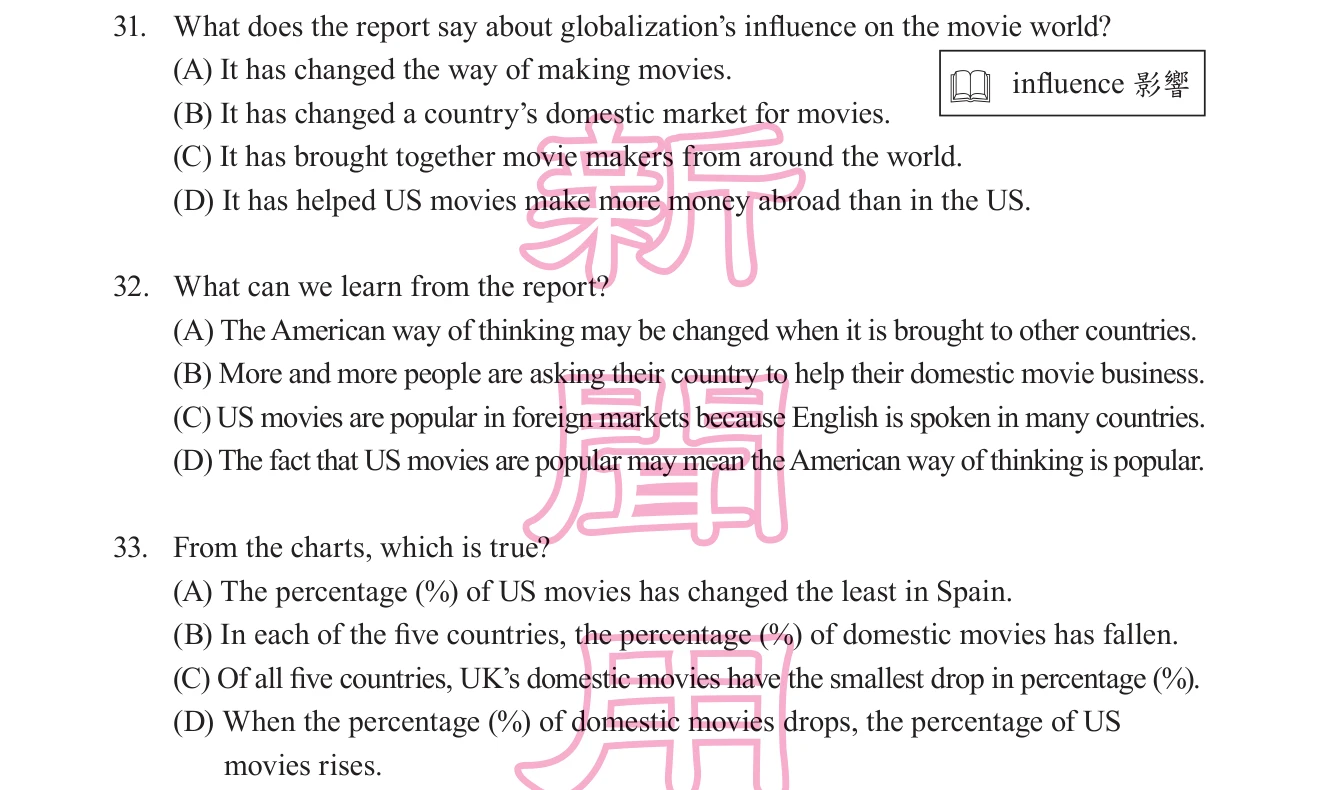 31. What does the report say about globalization’s influence on the movie world?
(A) It has changed the way of making movies.
influence 影響
(B) It has changed a country’s domestic market for movies.
(C) It has brought together movie makers from around the world.
(D) It has helped US movies make more money abroad than in the US.
32. What can we learn from the report?
(A) The American way of thinking may be changed when it is brought to other countries.
(B) More and more people are asking their country to help their domestic movie business.
(C) US movies are popular in foreign markets because English is spoken in many countries.
(D) The fact that US movies are popular may mean the American way of thinking is popular.
33. From the charts, which is true?
(A) The percentage (%) of US movies has changed the least in Spain.
(B) In each of the five countries, the percentage (%) of domestic movies has fallen.
(C) Of all five countries, UK’s domestic movies have the smallest drop in percentage (%).
(D) When the percentage (%) of domestic movies drops, the percentage of US
movies rises.
新
聞
用